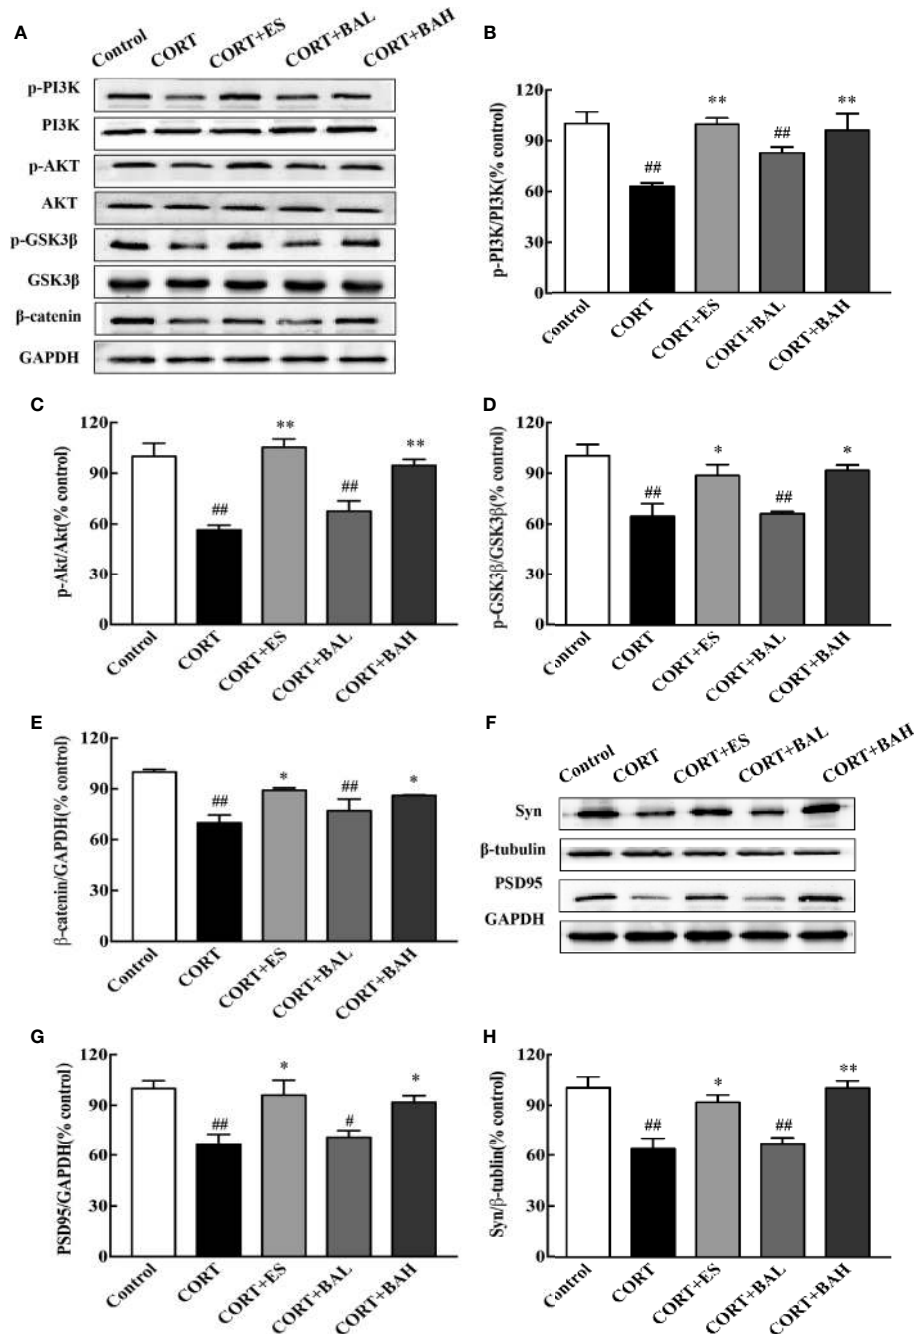 A
Control
CORT
CORT+ES
CORT+BAL
CORT+BAH
p-PI3K
PI3K
p-AKT
AKT
p-GSK3β
GSK3β
β-catenin
GAPDH
B
p-PI3K/PI3K(% control)
120
90
60
30
0
##
**
##
**
Control
CORT
CORT+ES
CORT+BAL
CORT+BAH
C
p-Akt/Akt(% control)
120
90
60
30
0
##
**
##
**
Control
CORT
CORT+ES
CORT+BAL
CORT+BAH
D
p-GSK3β/GSK3β(% control)
120
90
60
30
0
##
*
##
*
Control
CORT
CORT+ES
CORT+BAL
CORT+BAH
E
β-catenin/GAPDH(% control)
120
90
60
30
0
##
*
##
*
Control
CORT
CORT+ES
CORT+BAL
CORT+BAH
F
Control
CORT
CORT+ES
CORT+BAL
CORT+BAH
Syn
β-tubulin
PSD95
GAPDH
G
PSD95/GAPDH(% control)
120
90
60
30
0
##
*
#
*
Control
CORT
CORT+ES
CORT+BAL
CORT+BAH
H
Syn/β-tublin(% control)
120
90
60
30
0
##
*
##
**
Control
CORT
CORT+ES
CORT+BAL
CORT+BAH